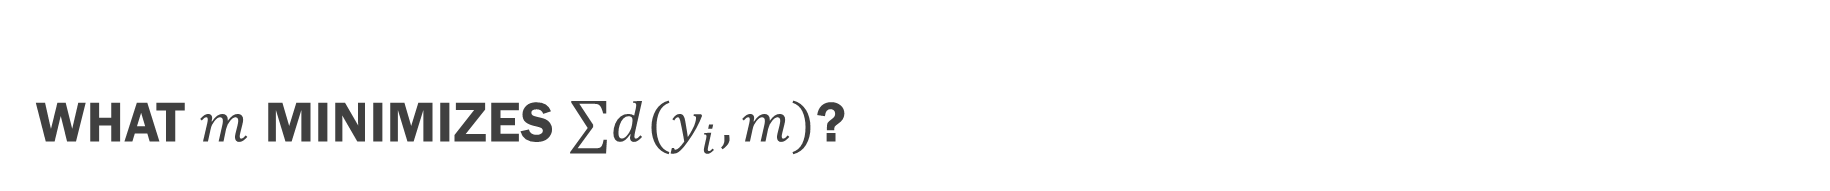 WHAT m MINIMIZES ∑d(yᵢ, m)?